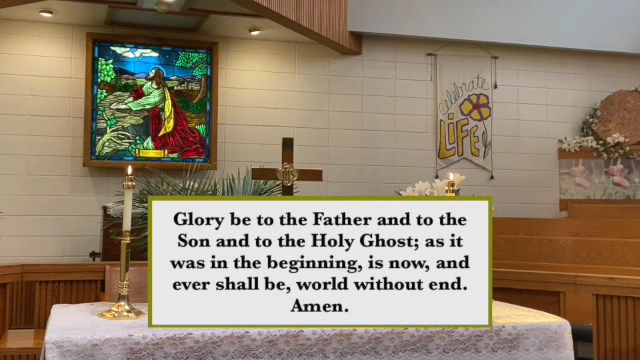 celebrate
LiFE
Glory be to the Father and to the
Son and to the Holy Ghost; as it
was in the beginning, is now, and
ever shall be, world without end.
Amen.